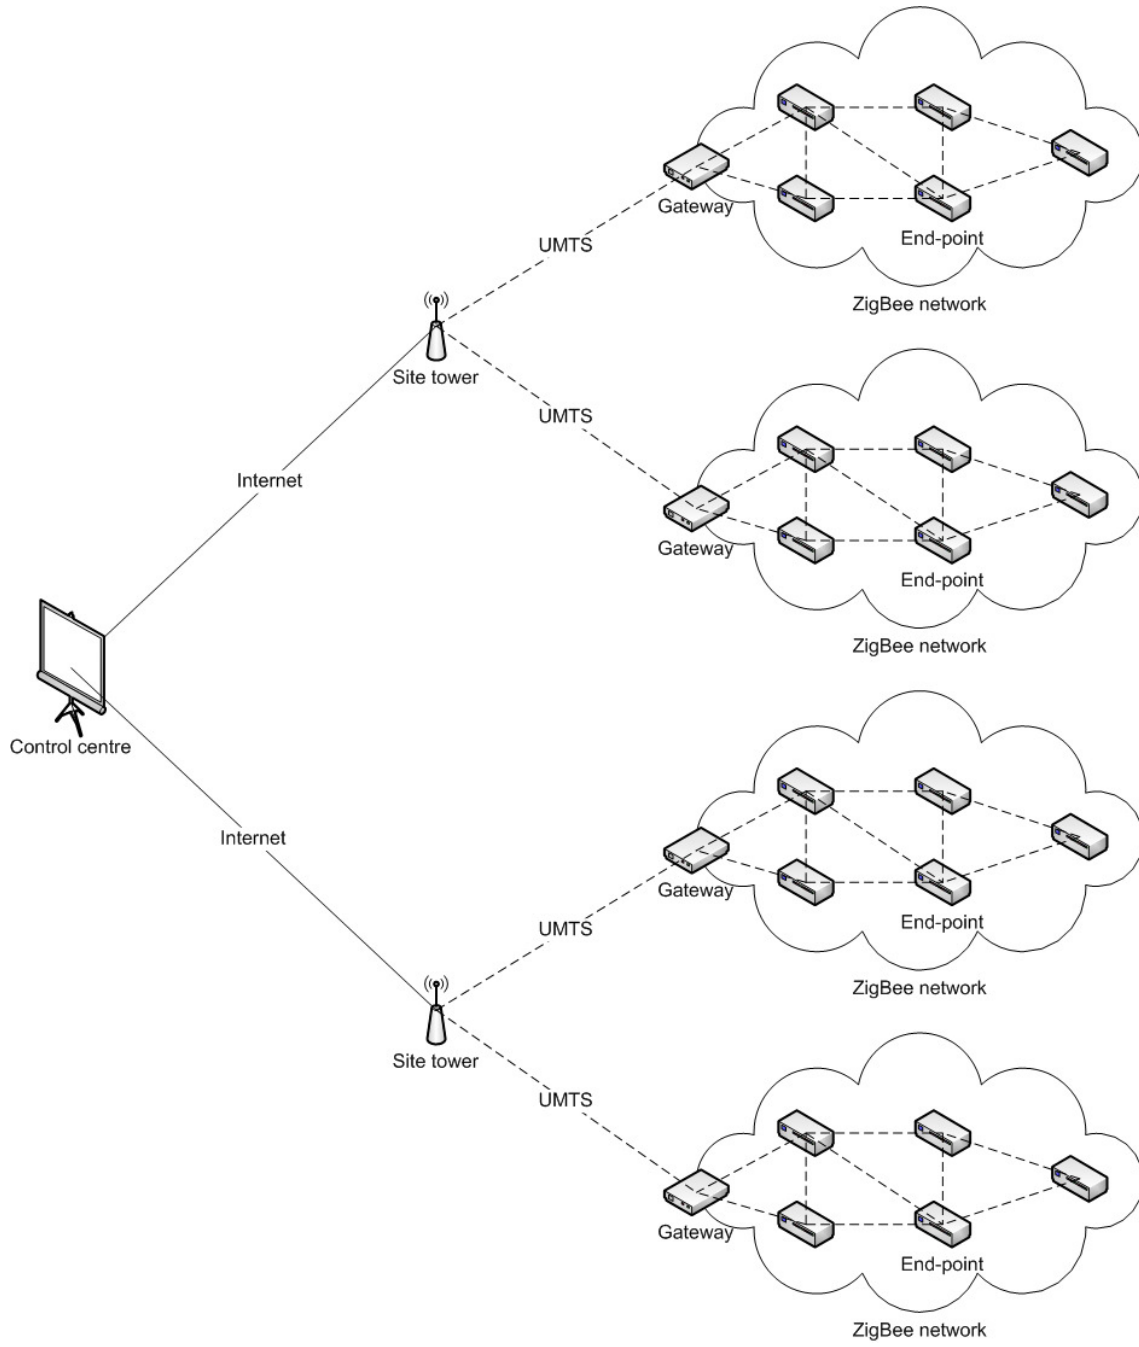 Gateway
End-point
UMTS
ZigBee network
Site tower
UMTS
Internet
Gateway
End-point
ZigBee network
Control centre
Internet
Gateway
End-point
UMTS
ZigBee network
Site tower
UMTS
Gateway
End-point
ZigBee network